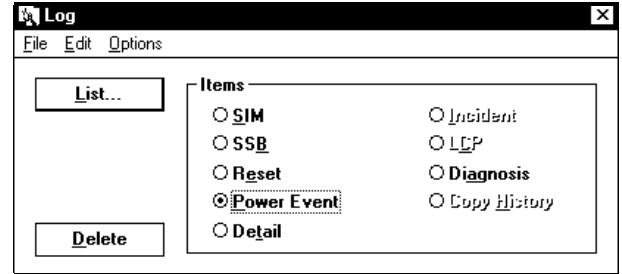 Log
File Edit Options
List...
Items
SIM
Incident
SSB
LCP
Reset
Diagnosis
Power Event
Copy History
Detail
Delete